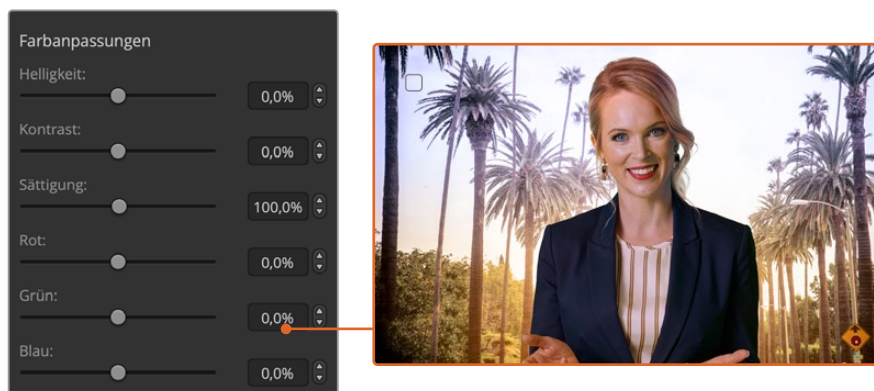 Farbanpassungen
Helligkeit:
0,0%
Kontrast:
0,0%
Sättigung:
100,0%
Rot:
0,0%
Grün:
0,0%
Blau:
0,0%